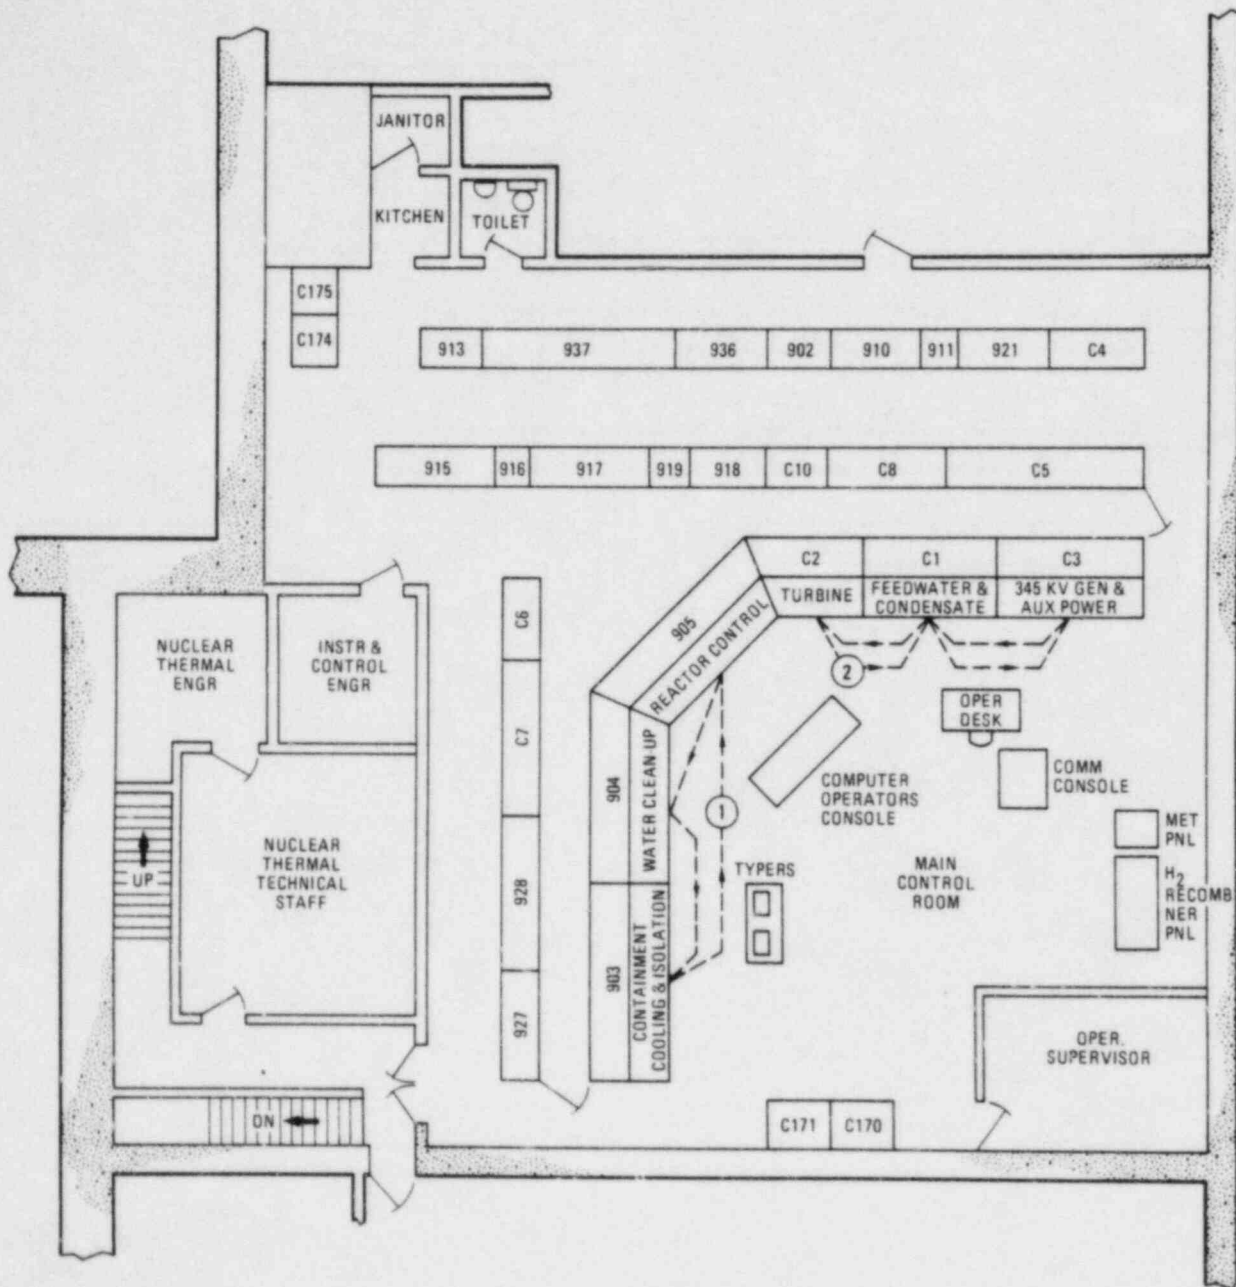 JANITOR
KITCHEN
TOILET
C175
C174
913
937
936
902
910
911
921
C4
915
916
917
919
918
C10
C8
C5
C2
C1
C3
TURBINE
FEEDWATER &
CONDENSATE
345 KV GEN &
AUX POWER
905
REACTOR CONTROL
C6
C7
928
927
904
WATER CLEAN-UP
903
CONTAINMENT
COOLING & ISOLATION
NUCLEAR
THERMAL
ENGR
INSTR &
CONTROL
ENGR
NUCLEAR
THERMAL
TECHNICAL
STAFF
UP
DN
1
2
OPER
DESK
COMPUTER
OPERATORS
CONSOLE
COMM
CONSOLE
TYPERS
MAIN
CONTROL
ROOM
MET
PNL
H2
RECOMB
NER
PNL
OPER.
SUPERVISOR
C171
C170